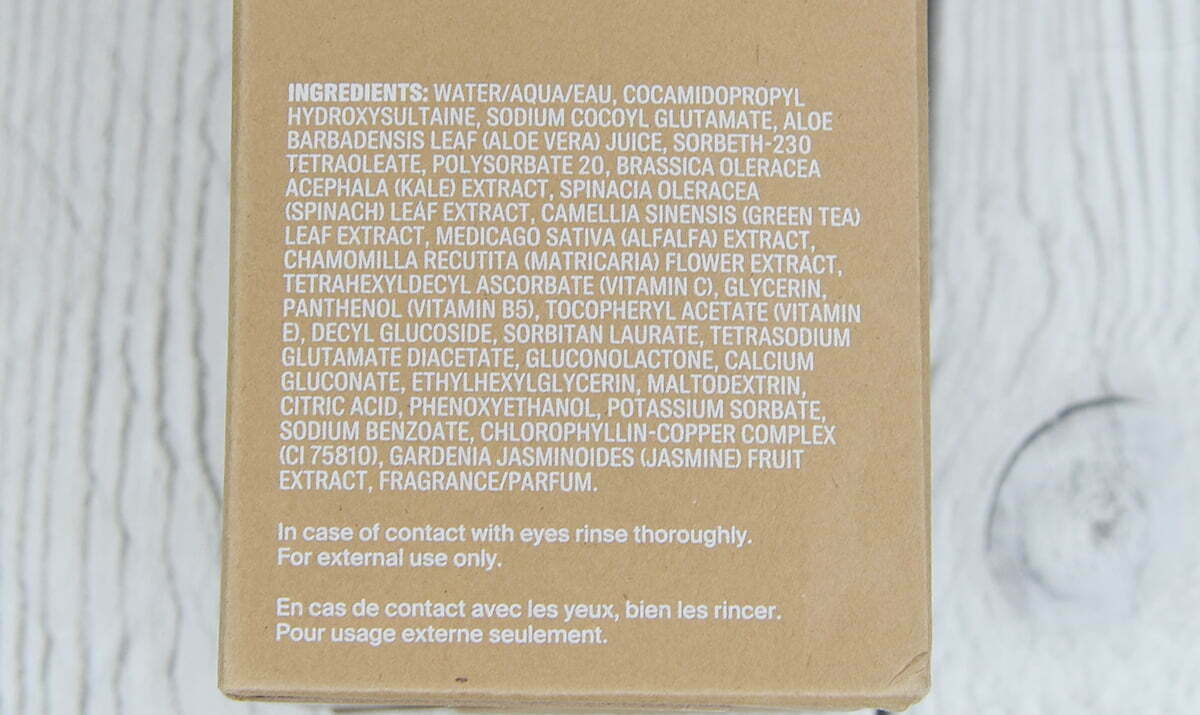 INGREDIENTS: WATER/AQUA/EAU, COCAMIDOPROPYL
HYDROXYSULTAINE, SODIUM COCOYL GLUTAMATE, ALOE
BARBADENSIS LEAF (ALOE VERA) JUICE, SORBETH-230
TETRAOLEATE, POLYSORBATE 20, BRASSICA OLERACEA
ACEPHALA (KALE) EXTRACT, SPINACIA OLERACEA
(SPINACH) LEAF EXTRACT, CAMELLIA SINENSIS (GREEN TEA)
LEAF EXTRACT, MEDICAGO SATIVA (ALFALFA) EXTRACT,
CHAMOMILLA RECUTITA (MATRICARIA) FLOWER EXTRACT,
TETRAHEXYLDECYL ASCORBATE (VITAMIN C), GLYCERIN,
PANTHENOL (VITAMIN B5), TOCOPHERYL ACETATE (VITAMIN
E), DECYL GLUCOSIDE, SORBITAN LAURATE, TETRASODIUM
GLUTAMATE DIACETATE, GLUCONOLACTONE, CALCIUM
GLUCONATE, ETHYLHEXYLGLYCERIN, MALTODEXTRIN,
CITRIC ACID, PHENOXYETHANOL, POTASSIUM SORBATE,
SODIUM BENZOATE, CHLOROPHYLLIN-COPPER COMPLEX
(CI 75810), GARDENIA JASMINOIDES (JASMINE) FRUIT
EXTRACT, FRAGRANCE/PARFUM.
In case of contact with eyes rinse thoroughly.
For external use only.
En cas de contact avec les yeux, bien les rincer.
Pour usage externe seulement.